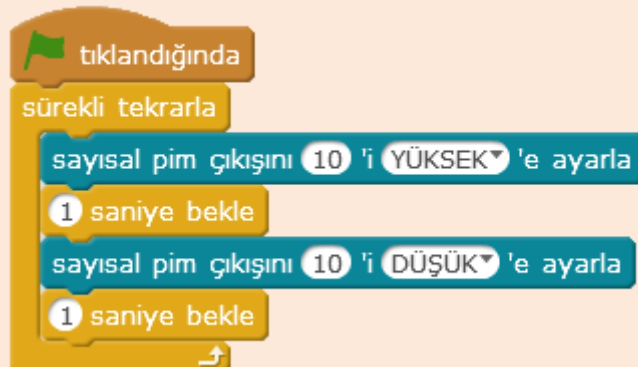 tıklandığında
sürekli tekrarla
sayısal pim çıkışını 10 'i YÜKSEK 'e ayarla
1 saniye bekle
sayısal pim çıkışını 10 'i DÜŞÜK 'e ayarla
1 saniye bekle